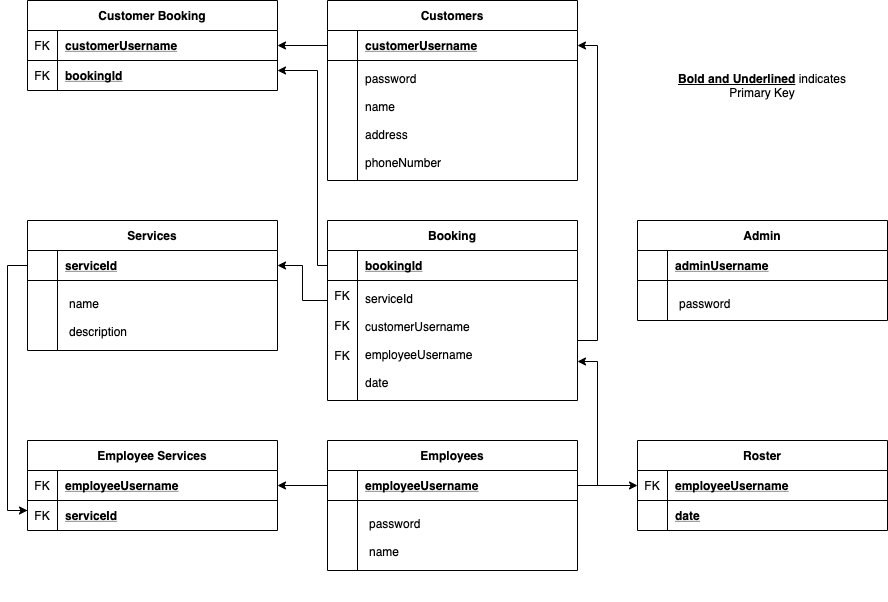 Customer Booking
FK customerUsername
FK bookingId
Customers
customerUsername
password
name
address
phoneNumber
Bold and Underlined indicates
Primary Key
Services
serviceId
name
description
Booking
bookingId
FK serviceId
FK customerUsername
FK employeeUsername
date
Admin
adminUsername
password
Employee Services
FK employeeUsername
FK serviceId
Employees
employeeUsername
password
name
Roster
FK employeeUsername
date